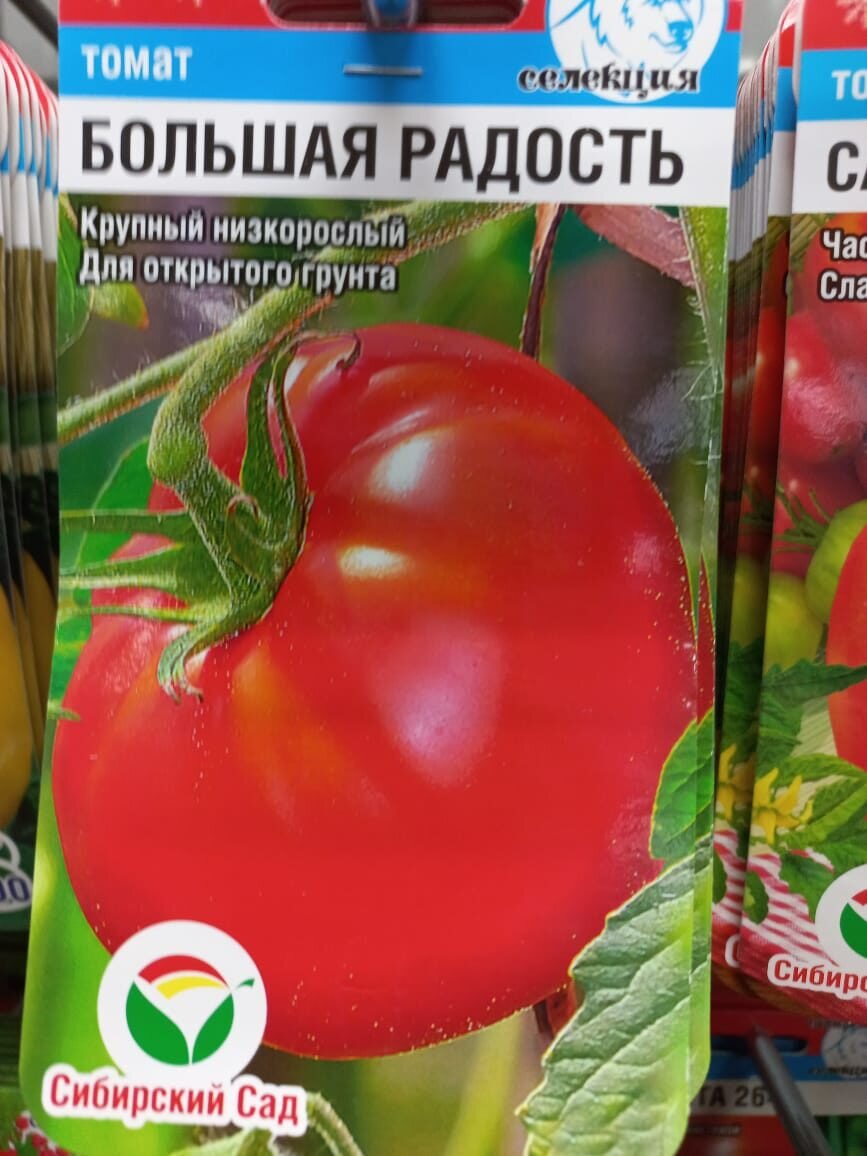 томат
селекция
БОЛЬШАЯ РАДОСТЬ
Крупный низкорослый
Для открытого грунта
Сибирский Сад